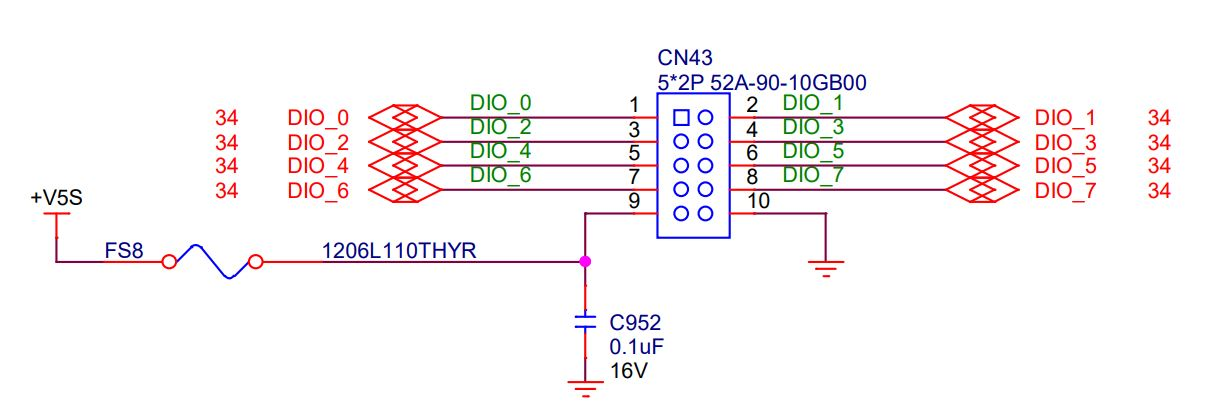 CN43
5*2P 52A-90-10GB00
34 DIO_0 DIO_0 1 2 DIO_1 DIO_1 34
34 DIO_2 DIO_2 3 4 DIO_3 DIO_3 34
34 DIO_4 DIO_4 5 6 DIO_5 DIO_5 34
34 DIO_6 DIO_6 7 8 DIO_7 DIO_7 34
+V5S 9 10
FS8 1206L110THYR
C952
0.1uF
16V